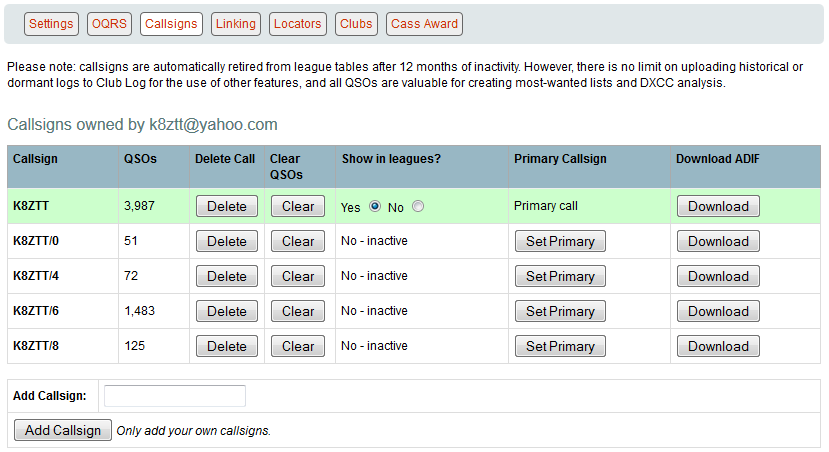 Settings OQRS Callsigns Linking Locators Clubs Cass Award
Please note: callsigns are automatically retired from league tables after 12 months of inactivity. However, there is no limit on uploading historical or
dormant logs to Club Log for the use of other features, and all QSOs are valuable for creating most-wanted lists and DXCC analysis.
Callsigns owned by k8ztt@yahoo.com
Callsign QSOs Delete Call Clear QSOs Show in leagues? Primary Callsign Download ADIF
K8ZTT 3,987 Delete Clear Yes No Primary call Download
K8ZTT/0 51 Delete Clear No - inactive Set Primary Download
K8ZTT/4 72 Delete Clear No - inactive Set Primary Download
K8ZTT/6 1,483 Delete Clear No - inactive Set Primary Download
K8ZTT/8 125 Delete Clear No - inactive Set Primary Download
Add Callsign:
Add Callsign Only add your own callsigns.